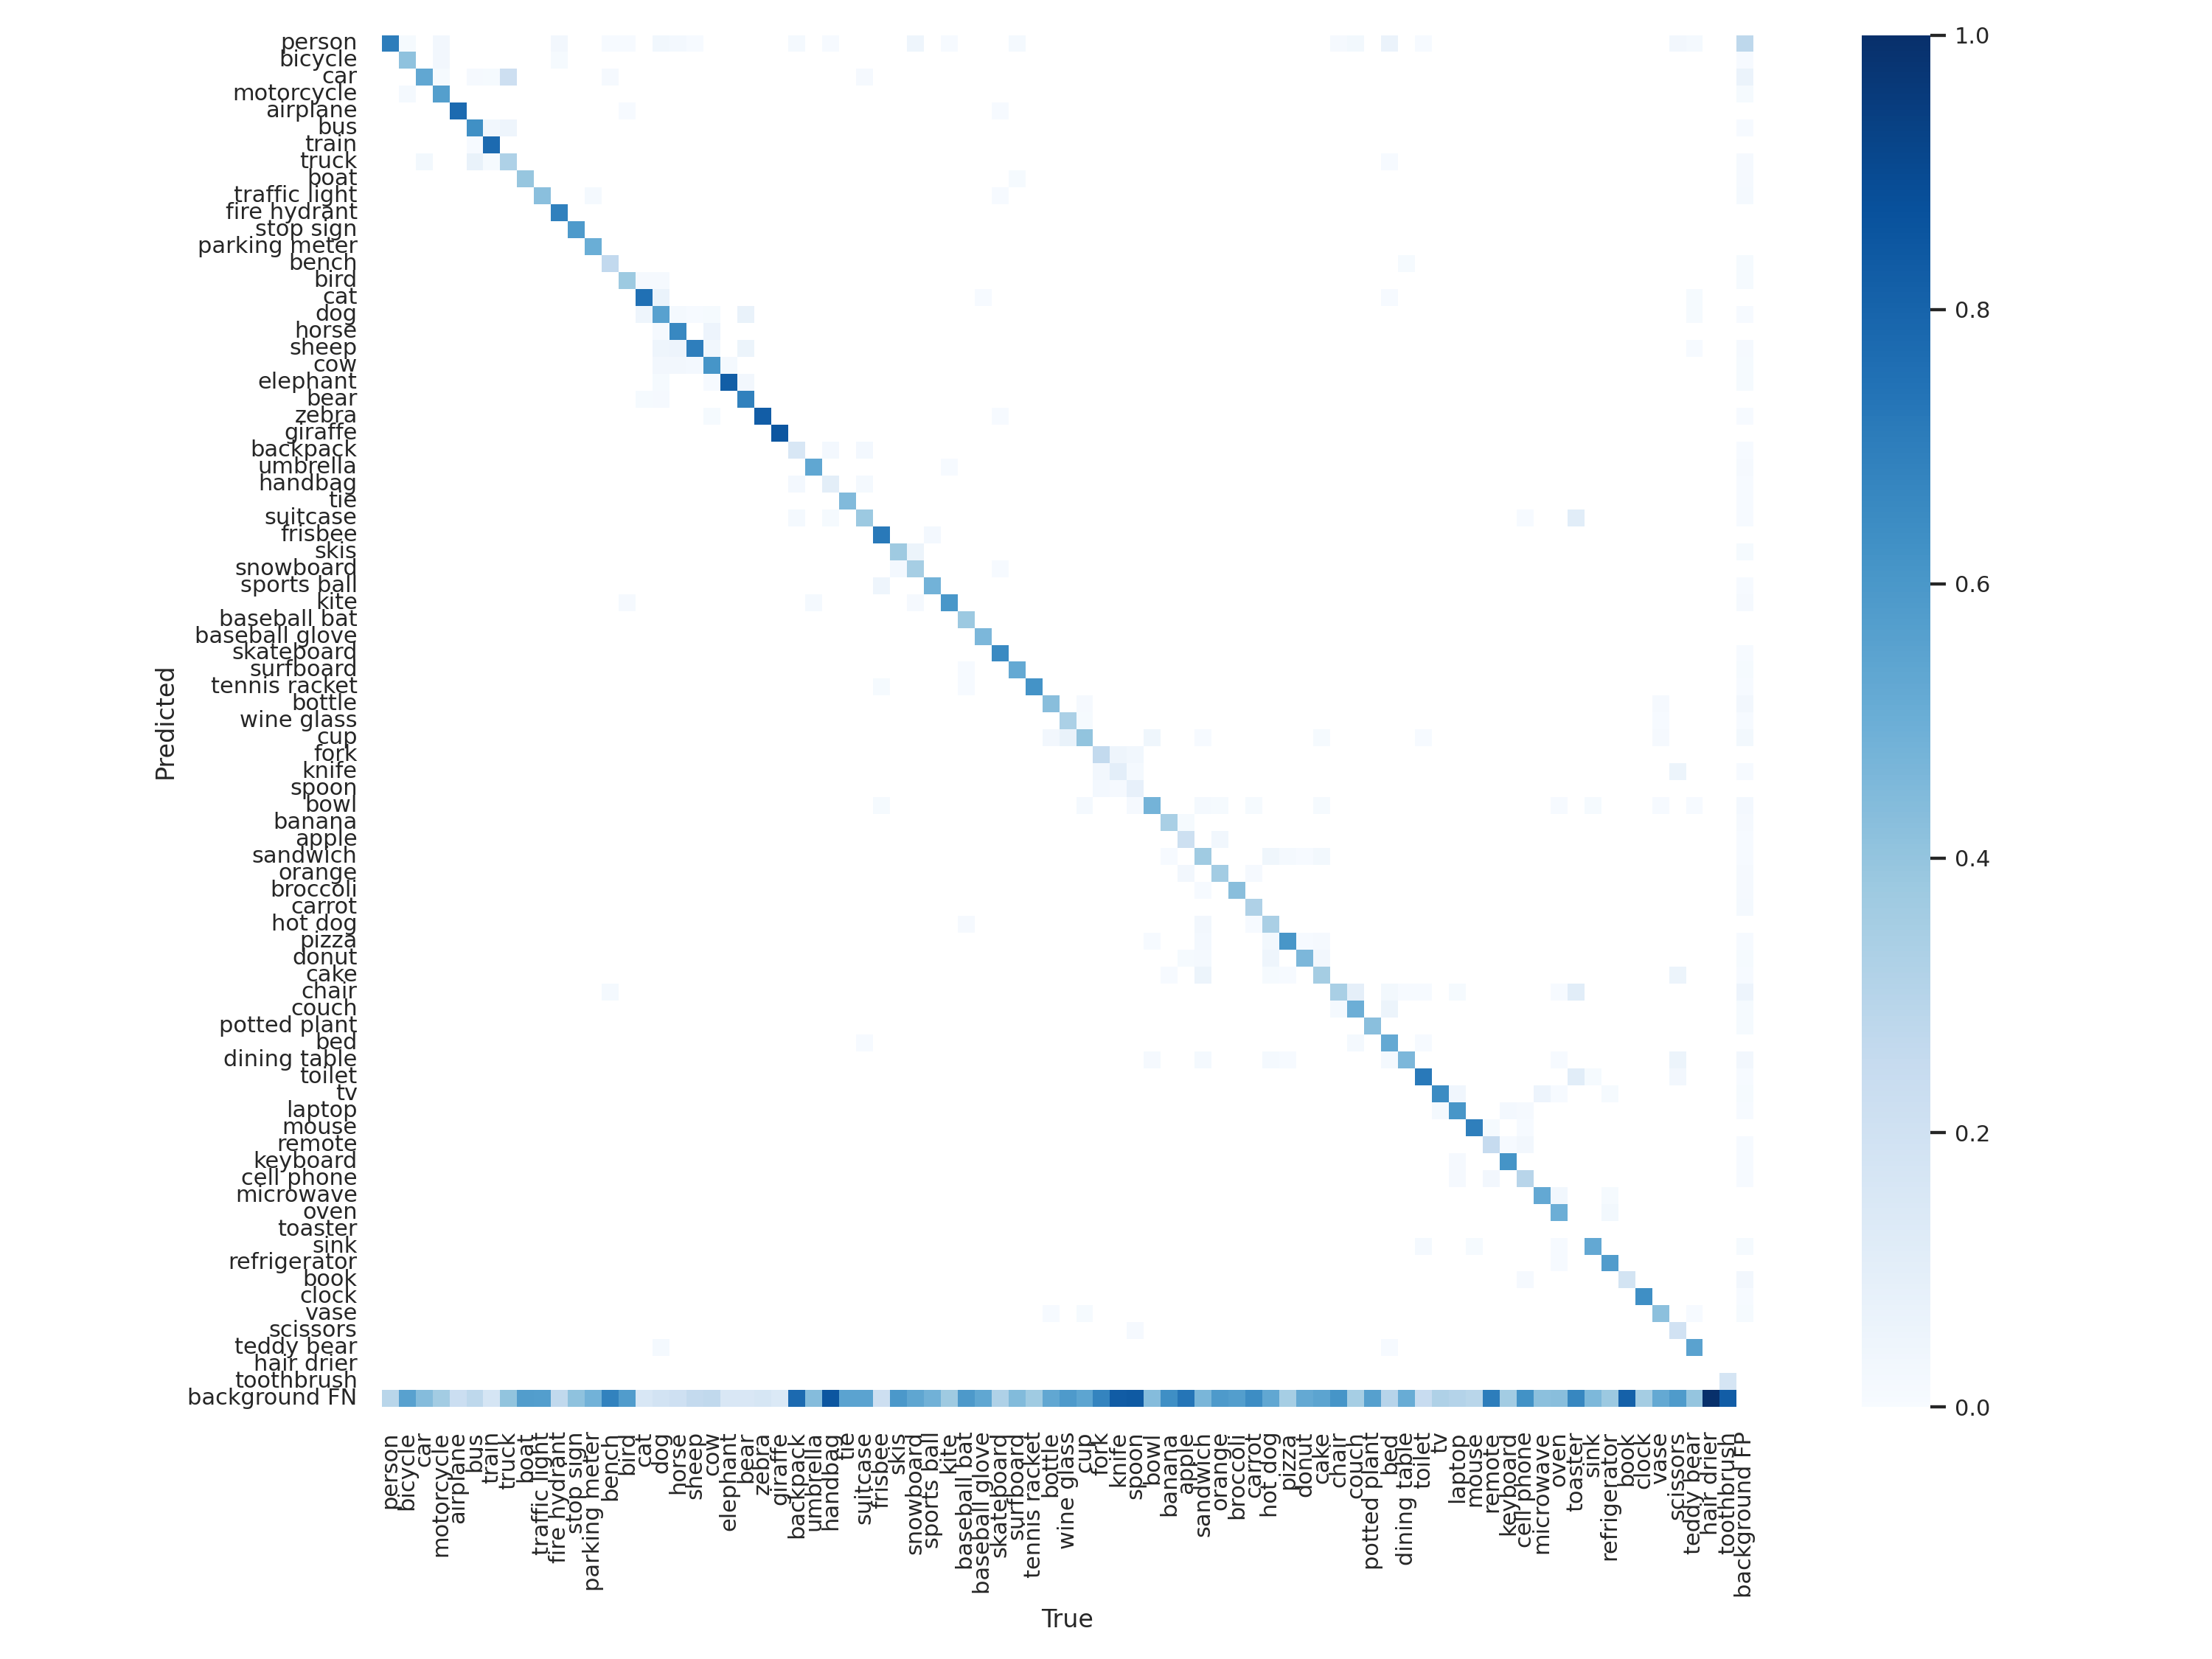 person
bicycle
car
motorcycle
airplane
bus
train
truck
boat
traffic light
fire hydrant
stop sign
parking meter
bench
bird
cat
dog
horse
sheep
cow
elephant
bear
zebra
giraffe
backpack
umbrella
handbag
tie
suitcase
frisbee
skis
snowboard
sports ball
kite
baseball bat
baseball glove
skateboard
surfboard
tennis racket
bottle
wine glass
cup
fork
knife
spoon
bowl
banana
apple
sandwich
orange
broccoli
carrot
hot dog
pizza
donut
cake
chair
couch
potted plant
bed
dining table
toilet
tv
laptop
mouse
remote
keyboard
cell phone
microwave
oven
toaster
sink
refrigerator
book
clock
vase
scissors
teddy bear
hair drier
toothbrush
background FN
Predicted
person
bicycle
car
motorcycle
airplane
bus
train
truck
boat
traffic light
fire hydrant
stop sign
parking meter
bench
bird
cat
dog
horse
sheep
cow
elephant
bear
zebra
giraffe
backpack
umbrella
handbag
tie
suitcase
frisbee
skis
snowboard
sports ball
kite
baseball bat
baseball glove
skateboard
surfboard
tennis racket
bottle
wine glass
cup
fork
knife
spoon
bowl
banana
apple
sandwich
orange
broccoli
carrot
hot dog
pizza
donut
cake
chair
couch
potted plant
bed
dining table
toilet
tv
laptop
mouse
remote
keyboard
cell phone
microwave
oven
toaster
sink
refrigerator
book
clock
vase
scissors
teddy bear
hair drier
toothbrush
background FP
True
1.0
0.8
0.6
0.4
0.2
0.0